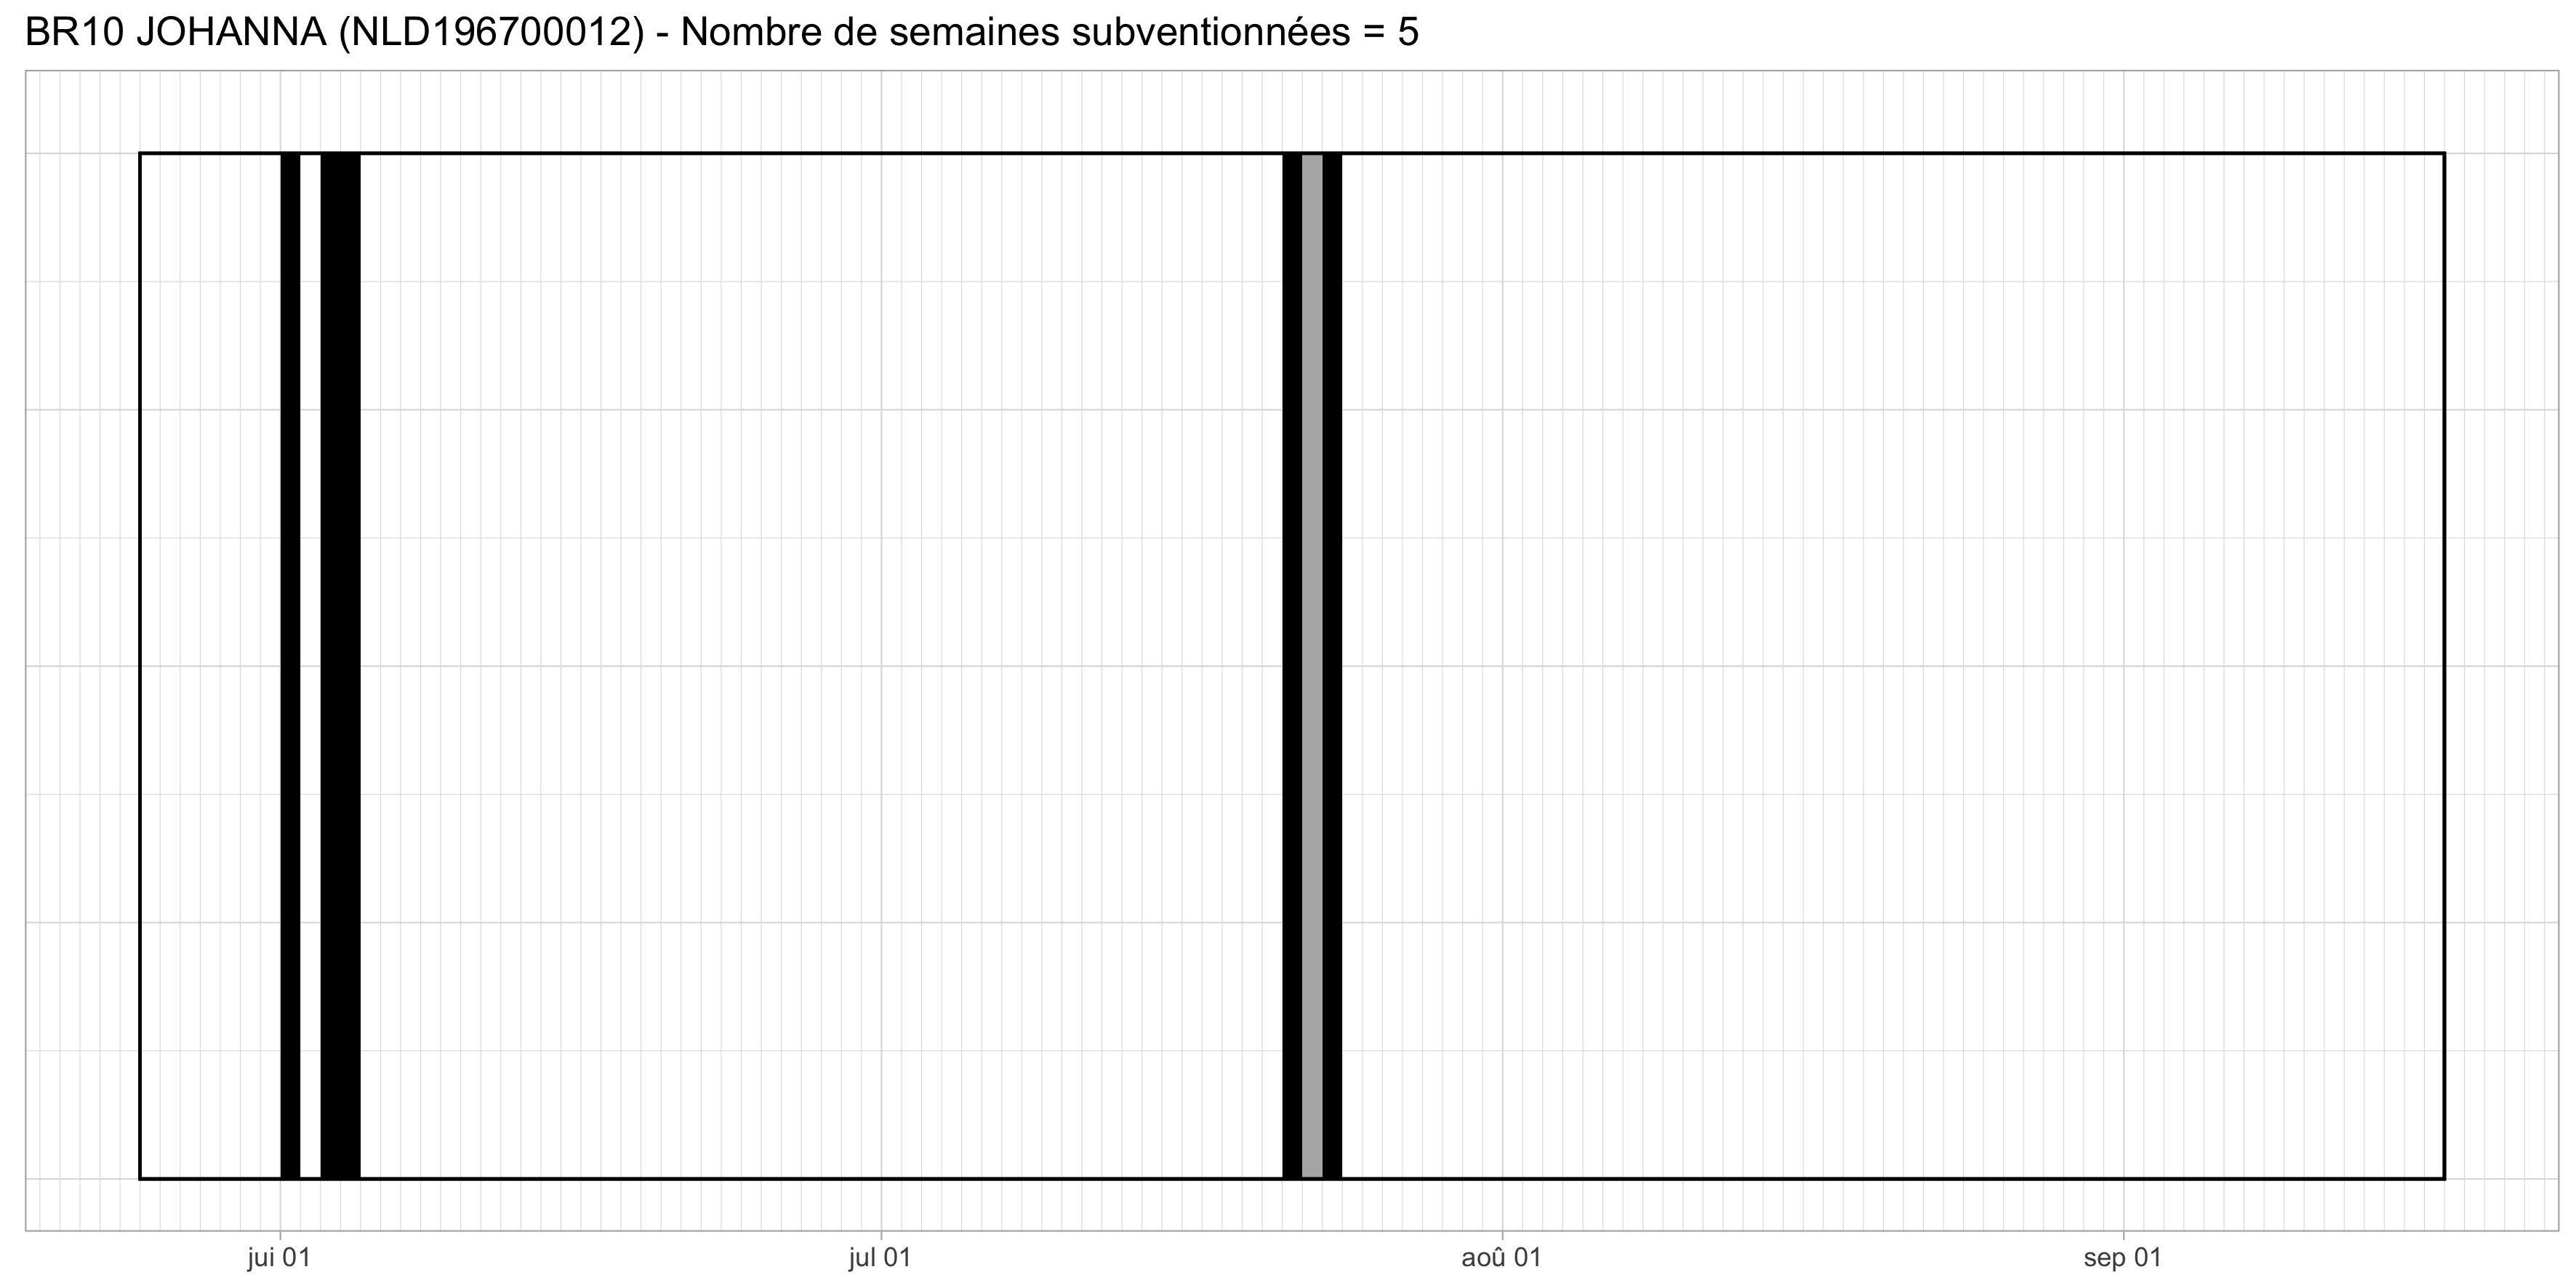 BR10 JOHANNA (NLD196700012) - Nombre de semaines subventionnées = 5
jui 01 jul 01 aoû 01 sep 01